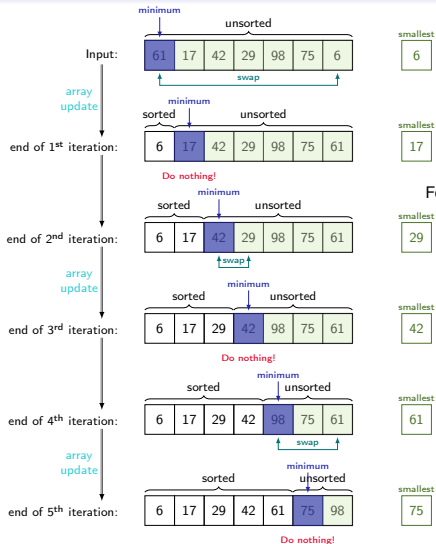 minimum
unsorted
Input: 61 17 42 29 98 75 6
smallest
6
swap
array
update
minimum
sorted unsorted
end of 1st iteration: 6 17 42 29 98 75 61
smallest
17
Do nothing!
minimum
sorted unsorted
end of 2nd iteration: 6 17 42 29 98 75 61
smallest
29
swap
array
update
minimum
sorted unsorted
end of 3rd iteration: 6 17 29 42 98 75 61
smallest
42
Do nothing!
minimum
sorted unsorted
end of 4th iteration: 6 17 29 42 98 75 61
smallest
61
swap
array
update
minimum
sorted unsorted
end of 5th iteration: 6 17 29 42 61 75 98
smallest
75
Do nothing!